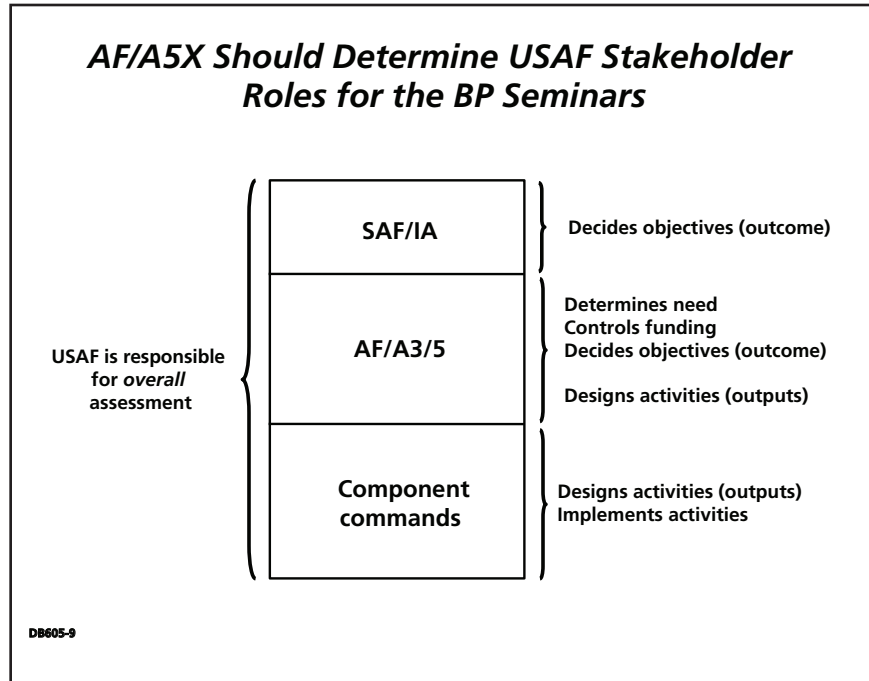 AF/A5X Should Determine USAF Stakeholder
Roles for the BP Seminars
USAF is responsible
for overall
assessment
SAF/IA
Decides objectives (outcome)
AF/A3/5
Determines need
Controls funding
Decides objectives (outcome)
Designs activities (outputs)
Component
commands
Designs activities (outputs)
Implements activities
DB605-9